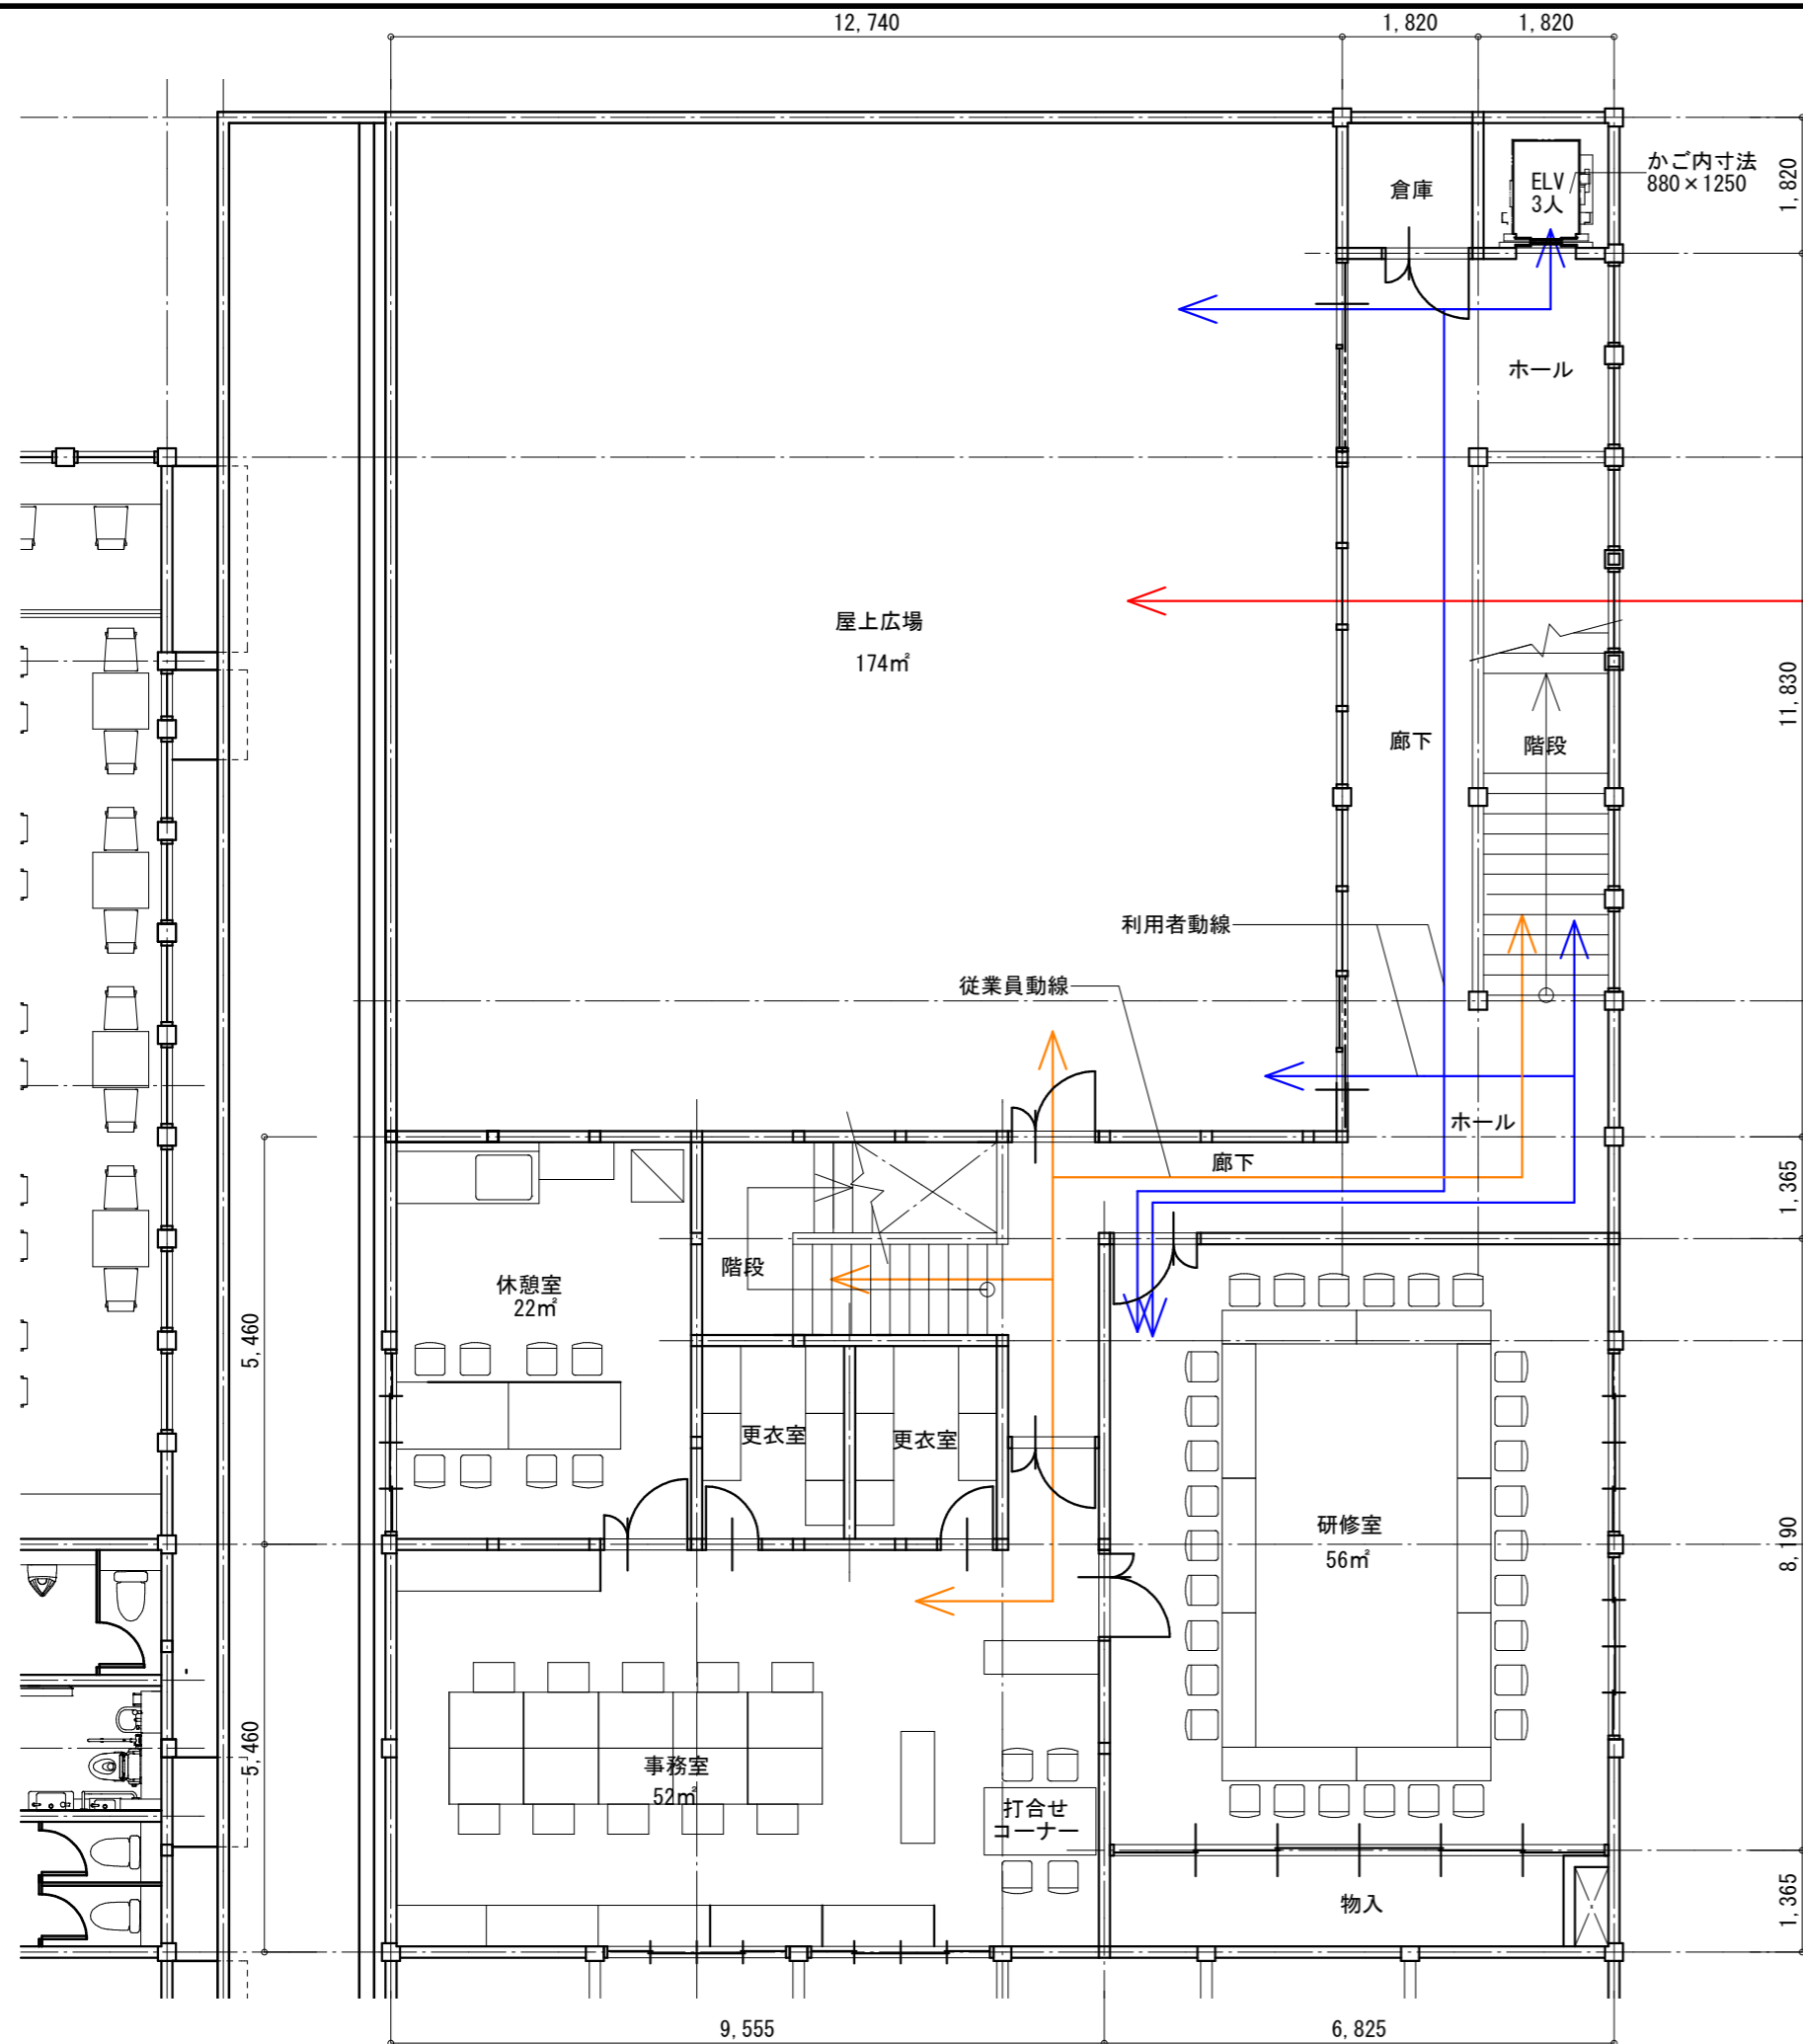 12,740
1,820
1,820
かご内寸法
880×1250
1,820
倉庫
ELV
3人
ホール
屋上広場
174㎡
11,830
廊下
階段
利用者動線
従業員動線
ホール
廊下
1,365
階段
休憩室
22㎡
5,460
更衣室
更衣室
研修室
56㎡
8,190
5,460
事務室
52㎡
打合せ
コーナー
物入
1,365
9,555
6,825